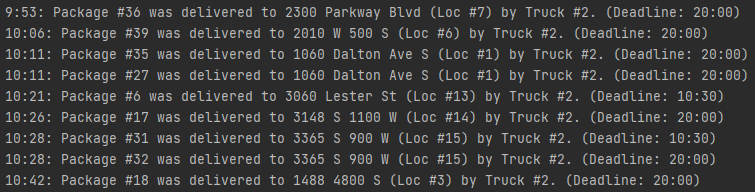 9:53: Package #36 was delivered to 2300 Parkway Blvd (Loc #7) by Truck #2. (Deadline: 20:00)
10:06: Package #39 was delivered to 2010 W 500 S (Loc #6) by Truck #2. (Deadline: 20:00)
10:11: Package #35 was delivered to 1060 Dalton Ave S (Loc #1) by Truck #2. (Deadline: 20:00)
10:11: Package #27 was delivered to 1060 Dalton Ave S (Loc #1) by Truck #2. (Deadline: 20:00)
10:21: Package #6 was delivered to 3060 Lester St (Loc #13) by Truck #2. (Deadline: 10:30)
10:26: Package #17 was delivered to 3148 S 1100 W (Loc #14) by Truck #2. (Deadline: 20:00)
10:28: Package #31 was delivered to 3365 S 900 W (Loc #15) by Truck #2. (Deadline: 10:30)
10:28: Package #32 was delivered to 3365 S 900 W (Loc #15) by Truck #2. (Deadline: 20:00)
10:42: Package #18 was delivered to 1488 4800 S (Loc #3) by Truck #2. (Deadline: 20:00)